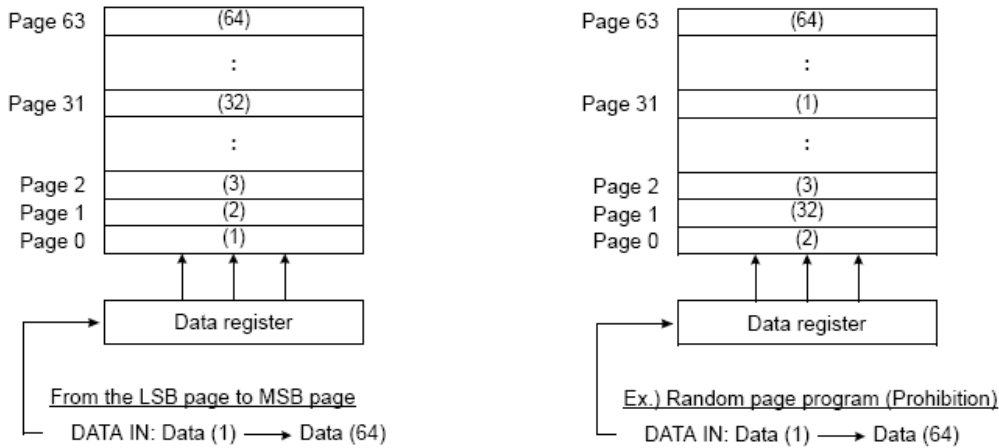 Page 63 (64)
:
Page 31 (32)
:
Page 2 (3)
Page 1 (2)
Page 0 (1)
Data register
From the LSB page to MSB page
DATA IN: Data (1) Data (64)
Page 63 (64)
:
Page 31 (1)
:
Page 2 (3)
Page 1 (32)
Page 0 (2)
Data register
Ex.) Random page program (Prohibition)
DATA IN: Data (1) Data (64)